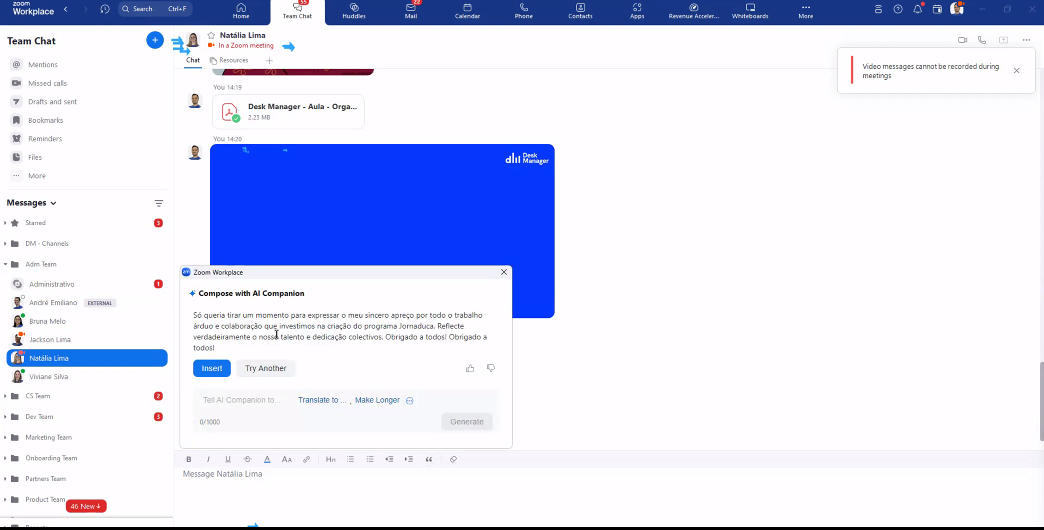 zoom
Workplace
Search Ctrl+F
Home
55
Team Chat
Huddles
22
Mail
Calendar
Phone
Contacts
Apps
Revenue Acceler...
Whiteboards
More
Team Chat
Mentions
Missed calls
Drafts and sent
Bookmarks
Reminders
Files
More
Messages
Starred 3
DM - Channels
Adm Team
Administrativo 1
André Emiliano EXTERNAL
Bruna Melo
Jackson Lima
Natália Lima
Viviane Silva
CS Team 2
Dev Team 3
Marketing Team
Onboarding Team
Partners Team
Product Team
46 New ↓
Natália Lima
In a Zoom meeting
Chat Resources
Video messages cannot be recorded during
meetings
You 14:19
Desk Manager - Aula - Orga...
2.23 MB
You 14:20
Desk
Manager
zm Zoom Workplace
Compose with AI Companion
Só queria tirar um momento para expressar o meu sincero apreço por todo o trabalho
árduo e colaboração que investimos na criação do programa Jornaduca. Reflecte
verdadeiramente o nosso talento e dedicação colectivos. Obrigado a todos! Obrigado a
todos!
Insert Try Another
Tell AI Companion to... Translate to ... , Make Longer
0/1000
Generate
B I U S A AA Hn
Message Natália Lima